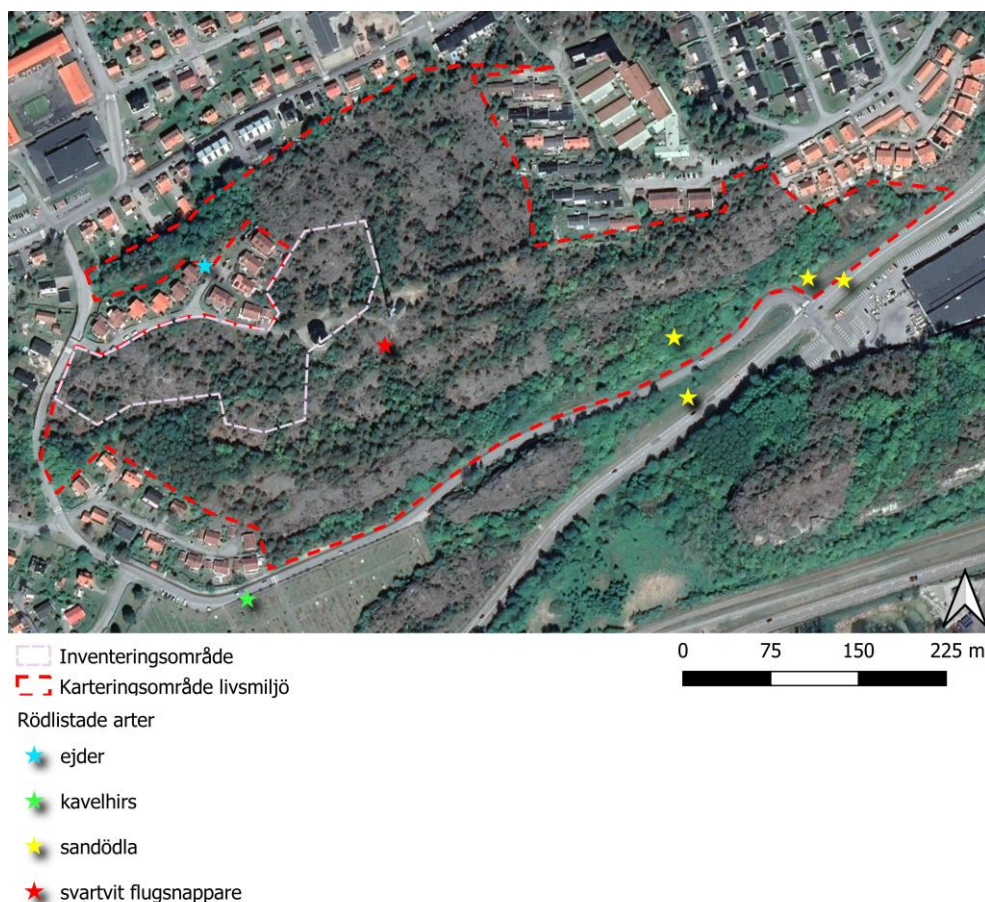 Inventeringsområde
Karteringsområde livsmiljö
Rödlistade arter
ejder
kavelhirs
sandödla
svartvit flugsnappare
0 75 150 225 m